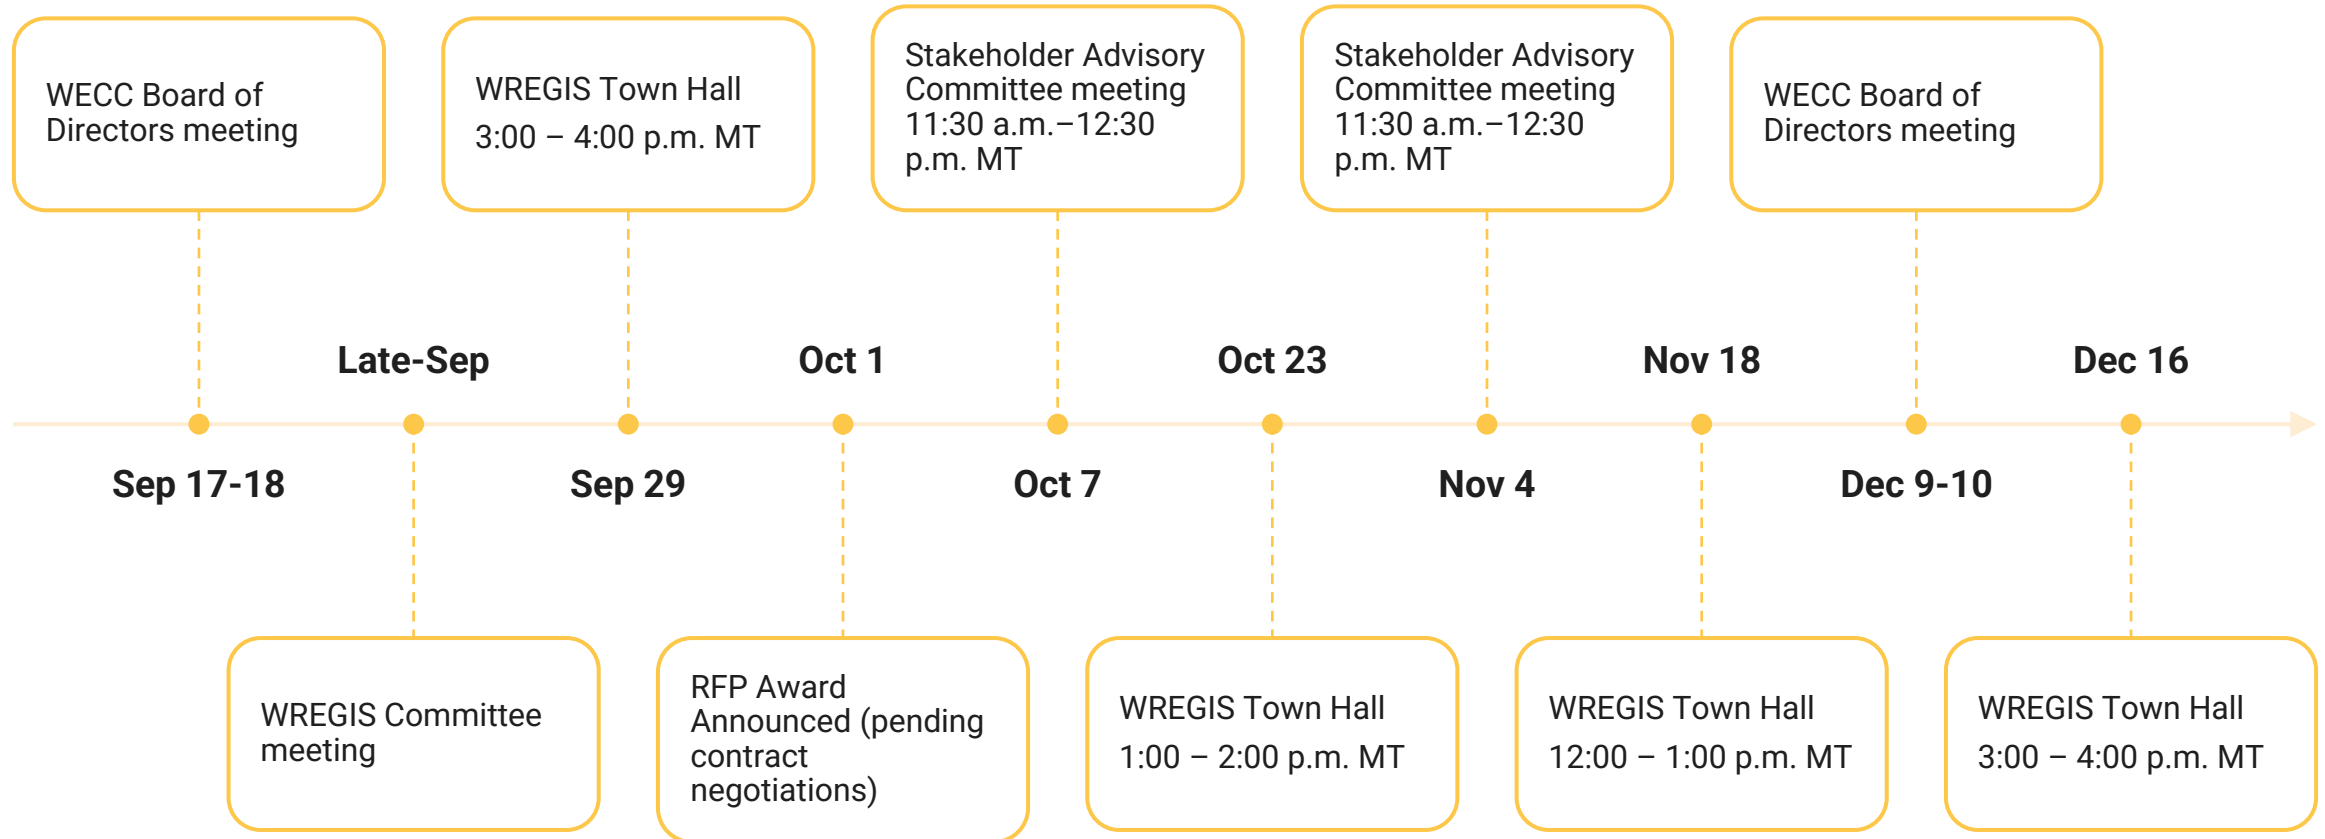 WECC Board of
Directors meeting
WREGIS Town Hall
3:00 – 4:00 p.m. MT
Stakeholder Advisory
Committee meeting
11:30 a.m.–12:30
p.m. MT
Stakeholder Advisory
Committee meeting
11:30 a.m.–12:30
p.m. MT
WECC Board of
Directors meeting
Late-Sep
Oct 1
Oct 23
Nov 18
Dec 16
Sep 17-18
Sep 29
Oct 7
Nov 4
Dec 9-10
WREGIS Committee
meeting
RFP Award
Announced (pending
contract
negotiations)
WREGIS Town Hall
1:00 – 2:00 p.m. MT
WREGIS Town Hall
12:00 – 1:00 p.m. MT
WREGIS Town Hall
3:00 – 4:00 p.m. MT